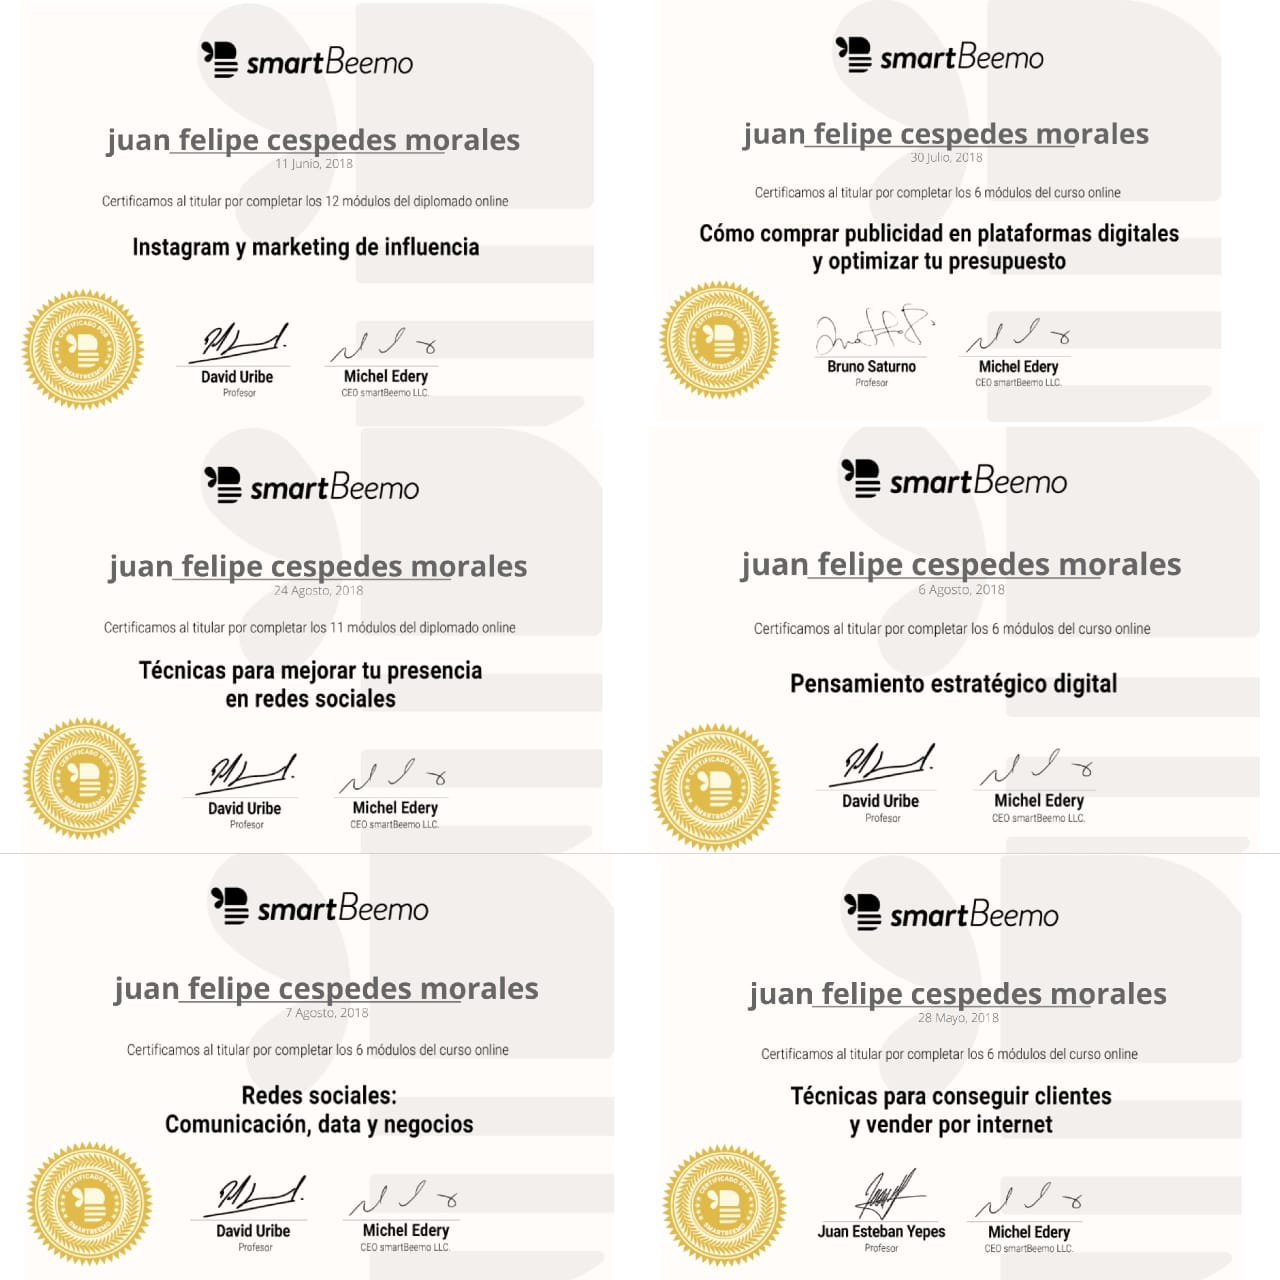 smartBeemo
juan felipe cespedes morales
11 Junio, 2018
Certificamos al titular por completar los 12 módulos del diplomado online
Instagram y marketing de influencia
CERTIFICADO POR
SMARTBEEMO
David Uribe
Profesor
Michel Edery
CEO smartBeemo LLC.
smartBeemo
juan felipe cespedes morales
30 Julio, 2018
Certificamos al titular por completar los 6 módulos del curso online
Cómo comprar publicidad en plataformas digitales
y optimizar tu presupuesto
CERTIFICADO POR
SMARTBEEMO
Bruno Saturno
Profesor
Michel Edery
CEO smartBeemo LLC.
smartBeemo
juan felipe cespedes morales
24 Agosto, 2018
Certificamos al titular por completar los 11 módulos del diplomado online
Técnicas para mejorar tu presencia
en redes sociales
CERTIFICADO POR
SMARTBEEMO
David Uribe
Profesor
Michel Edery
CEO smartBeemo LLC.
smartBeemo
juan felipe cespedes morales
6 Agosto, 2018
Certificamos al titular por completar los 6 módulos del curso online
Pensamiento estratégico digital
CERTIFICADO POR
SMARTBEEMO
David Uribe
Profesor
Michel Edery
CEO smartBeemo LLC.
smartBeemo
juan felipe cespedes morales
7 Agosto, 2018
Certificamos al titular por completar los 6 módulos del curso online
Redes sociales:
Comunicación, data y negocios
CERTIFICADO POR
SMARTBEEMO
David Uribe
Profesor
Michel Edery
CEO smartBeemo LLC.
smartBeemo
juan felipe cespedes morales
28 Mayo, 2018
Certificamos al titular por completar los 6 módulos del curso online
Técnicas para conseguir clientes
y vender por internet
CERTIFICADO POR
SMARTBEEMO
Juan Esteban Yepes
Profesor
Michel Edery
CEO smartBeemo LLC.